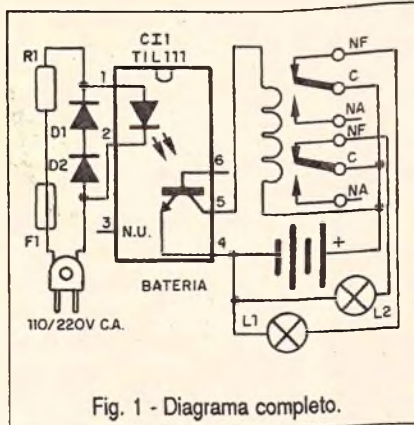 CI1
TIL111
R1
1
D1
2
D2
F1
3
N.U.
6
5
4
BATERIA
110/220V C.A.
NF
C
NA
NF
C
NA
+
L1
L2
Fig. 1 - Diagrama completo.